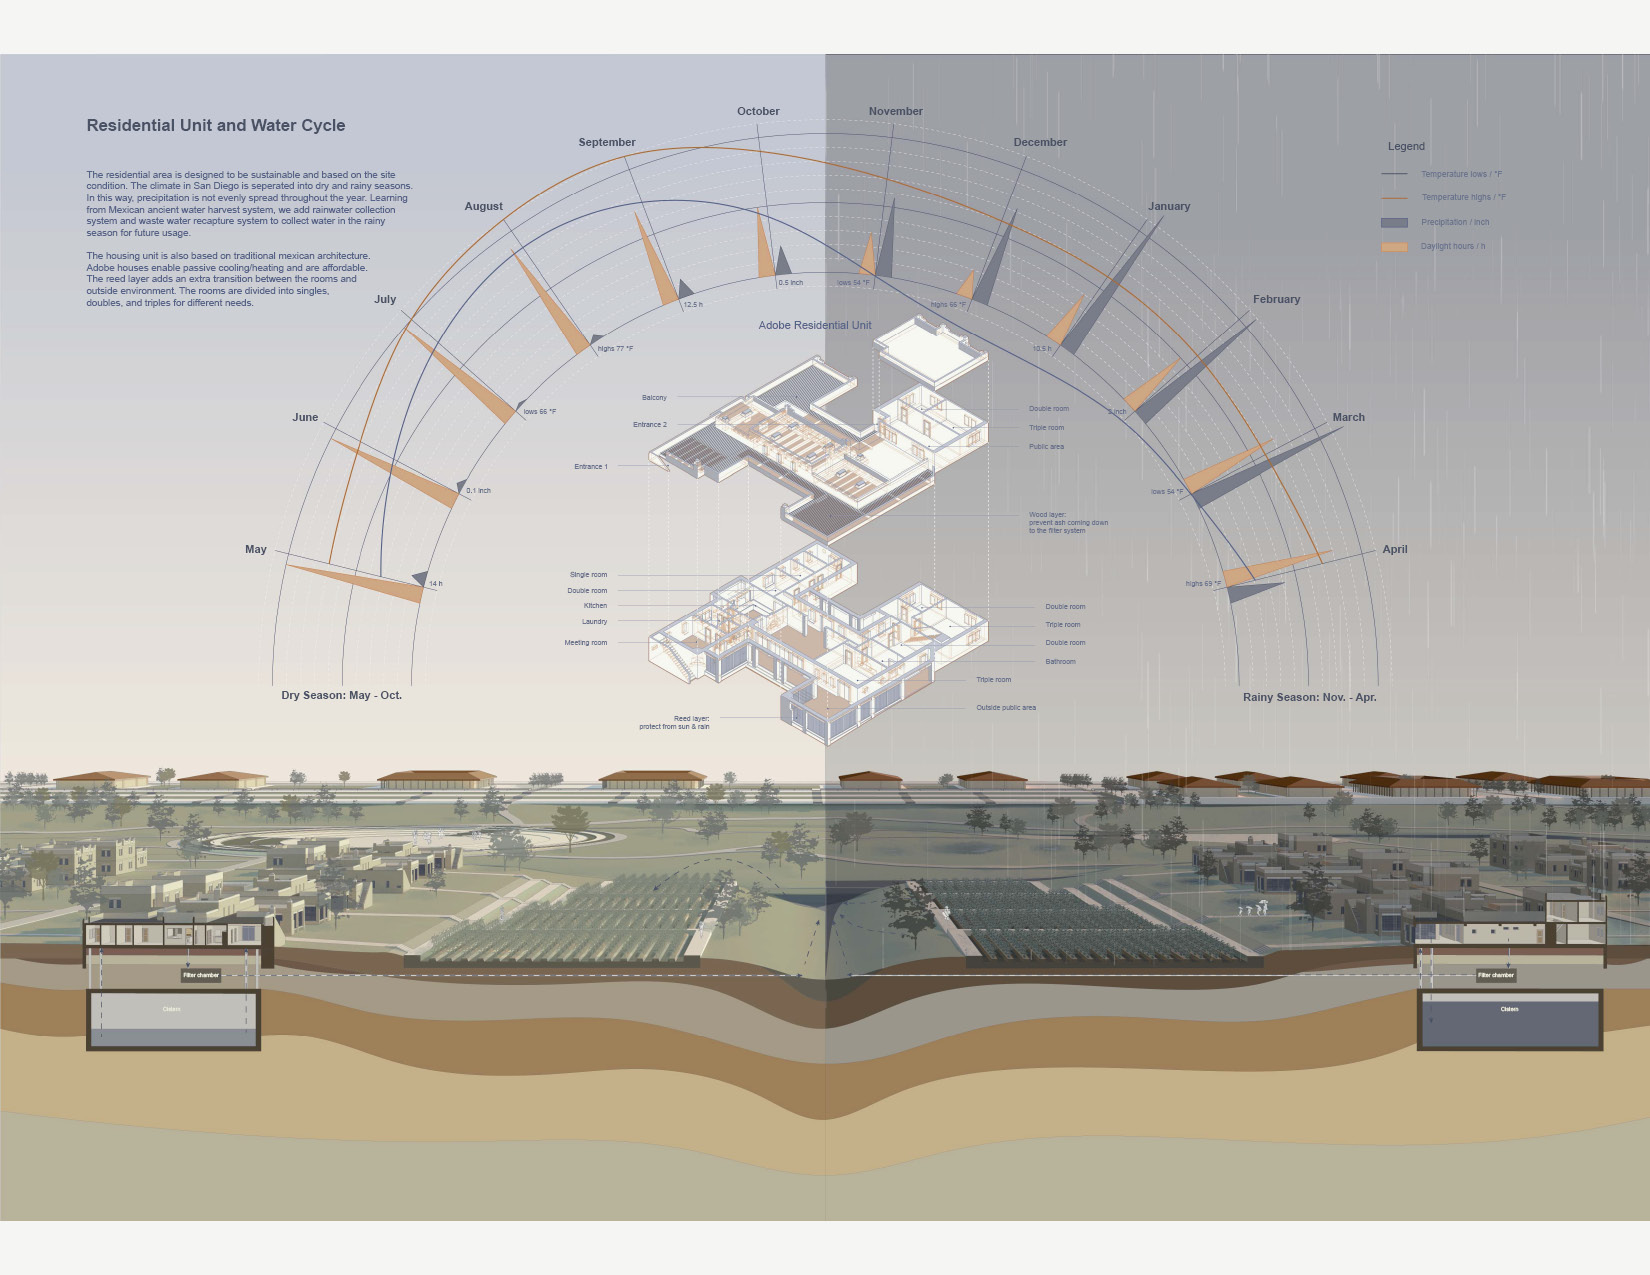 Residential Unit and Water Cycle
The residential area is designed to be sustainable and based on the site
condition. The climate in San Diego is seperated into dry and rainy seasons.
In this way, precipitation is not evenly spread throughout the year. Learning
from Mexican ancient water harvest system, we add rainwater collection
system and waste water recapture system to collect water in the rainy
season for future usage.
The housing unit is also based on traditional mexican architecture.
Adobe houses enable passive cooling/heating and are affordable.
The reed layer adds an extra transition between the rooms and
outside environment. The rooms are divided into singles,
doubles, and triples for different needs.
May
June
July
August
September
October
November
December
January
February
March
April
Legend
Temperature lows / °F
Temperature highs / °F
Precipitation / inch
Daylight hours / h
14 h
0.1 inch
lows 66 °F
highs 77 °F
12.5 h
0.5 inch
lows 54 °F
highs 66 °F
10.5 h
2 inch
lows 54 °F
highs 69 °F
Adobe Residential Unit
Balcony
Entrance 2
Entrance 1
Double room
Triple room
Public area
Wood layer:
prevent ash coming down
to the filter system
Single room
Double room
Kitchen
Laundry
Meeting room
Reed layer:
protect from sun & rain
Double room
Triple room
Double room
Bathroom
Triple room
Outside public area
Dry Season: May - Oct.
Rainy Season: Nov. - Apr.
Filter chamber
Cistern
Filter chamber
Cistern